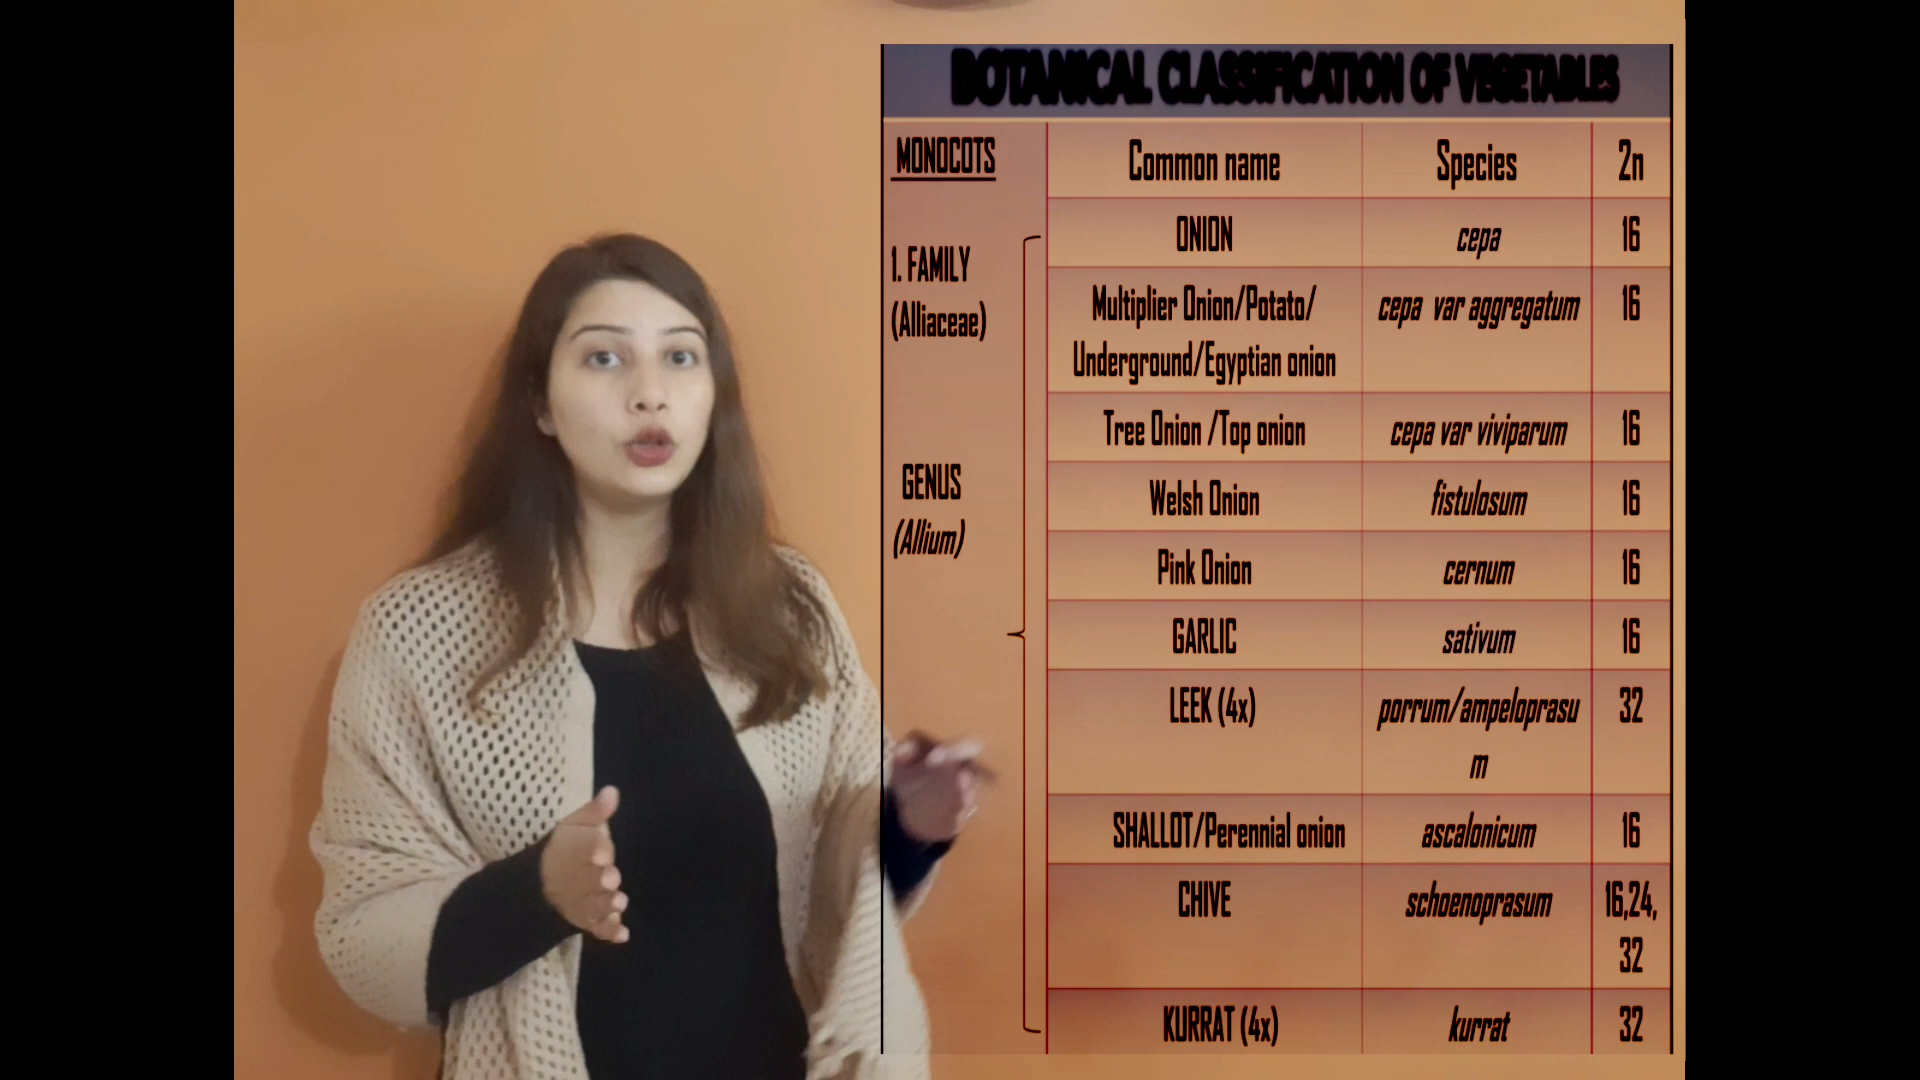 BOTANICAL CLASSIFICATION OF VEGETABLES
MONOCOTS
1. FAMILY
(Alliaceae)
GENUS
(Allium)
Common name Species 2n
ONION cepa 16
Multiplier Onion/Potato/ cepa var aggregatum 16
Underground/Egyptian onion
Tree Onion /Top onion cepa var viviparum 16
Welsh Onion fistulosum 16
Pink Onion cernum 16
GARLIC sativum 16
LEEK (4x) porrum/ampeloprasu 32
m
SHALLOT/Perennial onion ascalonicum 16
CHIVE schoenoprasum 16,24,
32
KURRAT (4x) kurrat 32